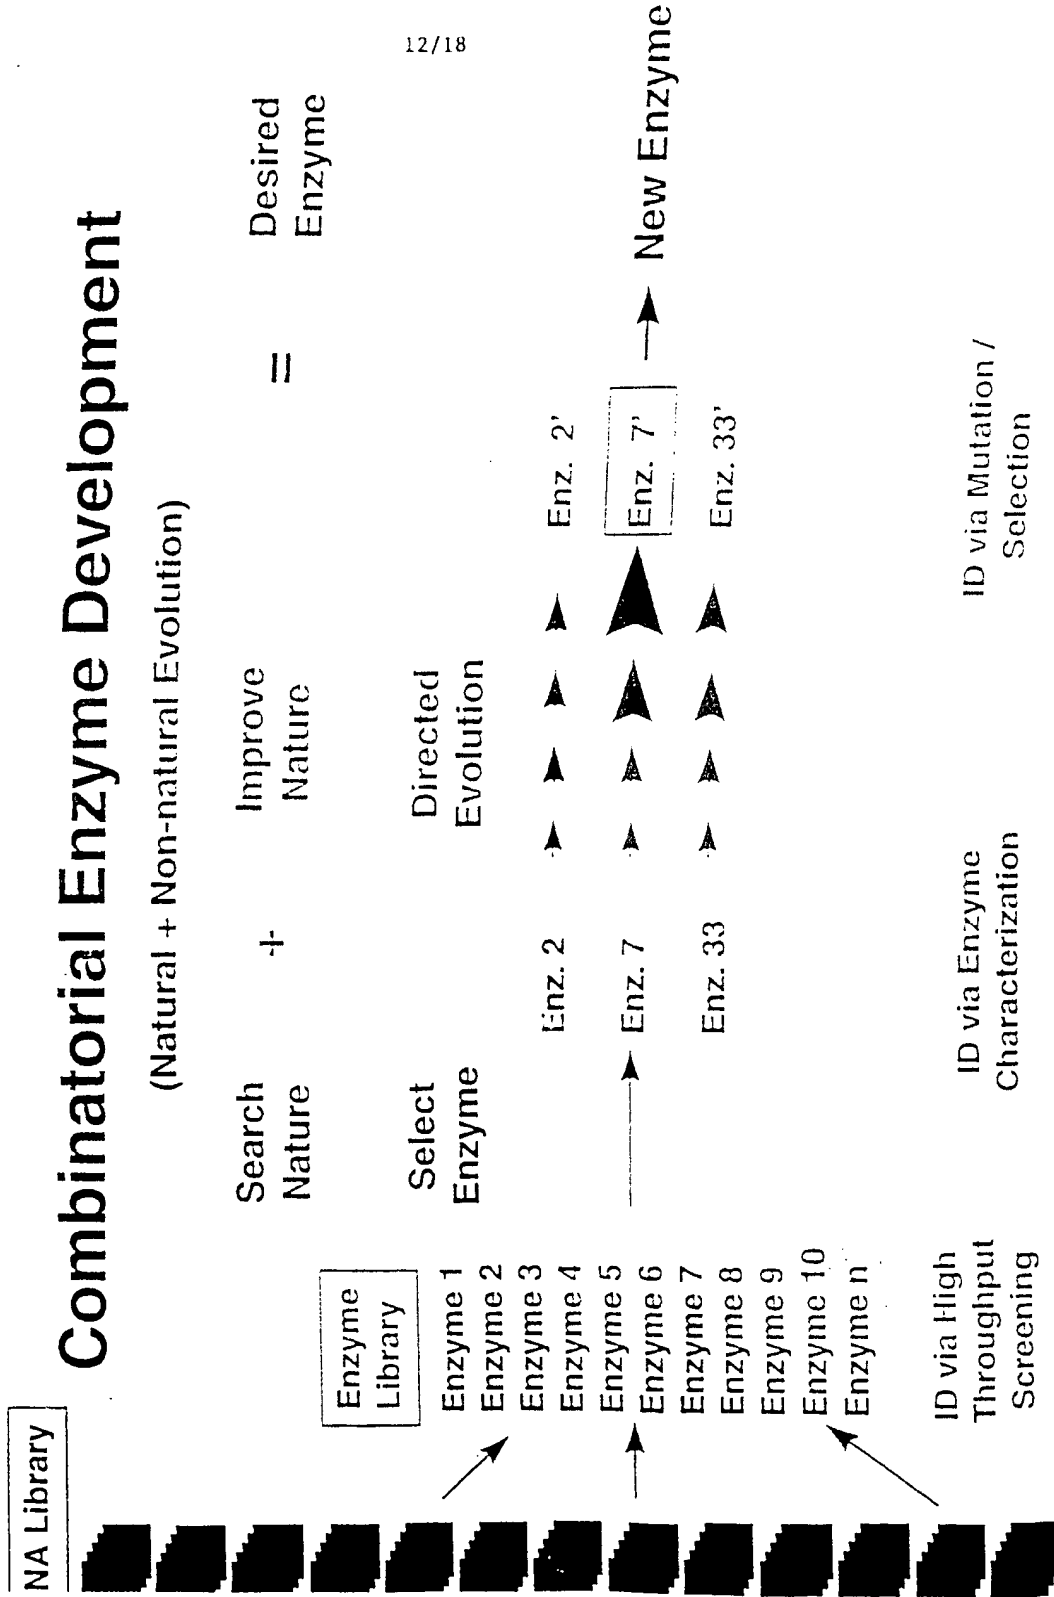 12/18
NA Library
Combinatorial Enzyme Development
(Natural + Non-natural Evolution)
Search
Nature
+
Improve
Nature
=
Desired
Enzyme
Enzyme
Library
Select
Enzyme
Directed
Evolution
Enzyme 1
Enzyme 2
Enzyme 3
Enzyme 4
Enzyme 5
Enzyme 6
Enzyme 7
Enzyme 8
Enzyme 9
Enzyme 10
Enzyme n
Enz. 2
Enz. 7
Enz. 33
Enz. 2'
Enz. 7'
Enz. 33'
New Enzyme
ID via High
Throughput
Screening
ID via Enzyme
Characterization
ID via Mutation /
Selection